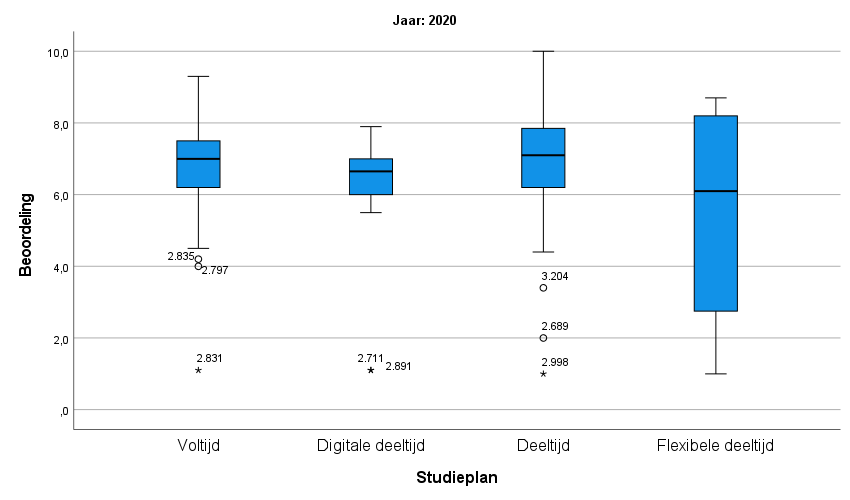 Jaar: 2020
10,0
8,0
6,0
4,0
2,0
,0
Beoordeling
2.835
2.797
2.831
2.711
2.891
3.204
2.689
2.998
Voltijd
Digitale deeltijd
Deeltijd
Flexibele deeltijd
Studieplan